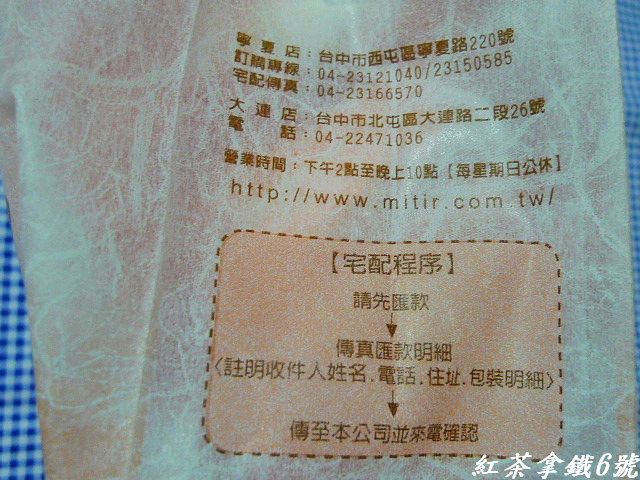 寧夏店：台中市西屯區寧夏路220號
訂購專線：04-23121040/23150585
宅配傳真：04-23166570
大連店：台中市北屯區大連路二段26號
電話：04-22471036
營業時間：下午2點至晚上10點【每星期日公休】
http://www.mitir.com.tw/
【宅配程序】
請先匯款
傳真匯款明細
〈註明收件人姓名.電話.住址.包裝明細〉
傳至本公司並來電確認
紅茶拿鐵6號